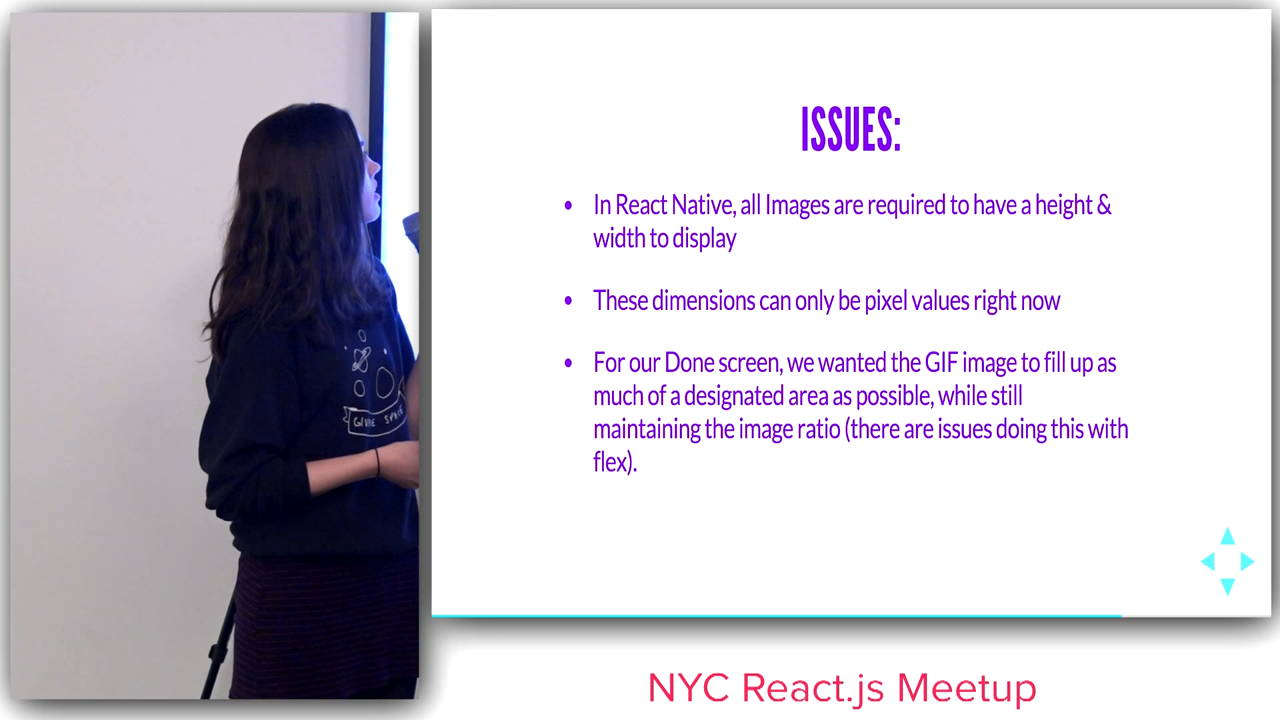 ISSUES:
• In React Native, all Images are required to have a height &
width to display
• These dimensions can only be pixel values right now
• For our Done screen, we wanted the GIF image to fill up as
much of a designated area as possible, while still
maintaining the image ratio (there are issues doing this with
flex).
NYC React.js Meetup